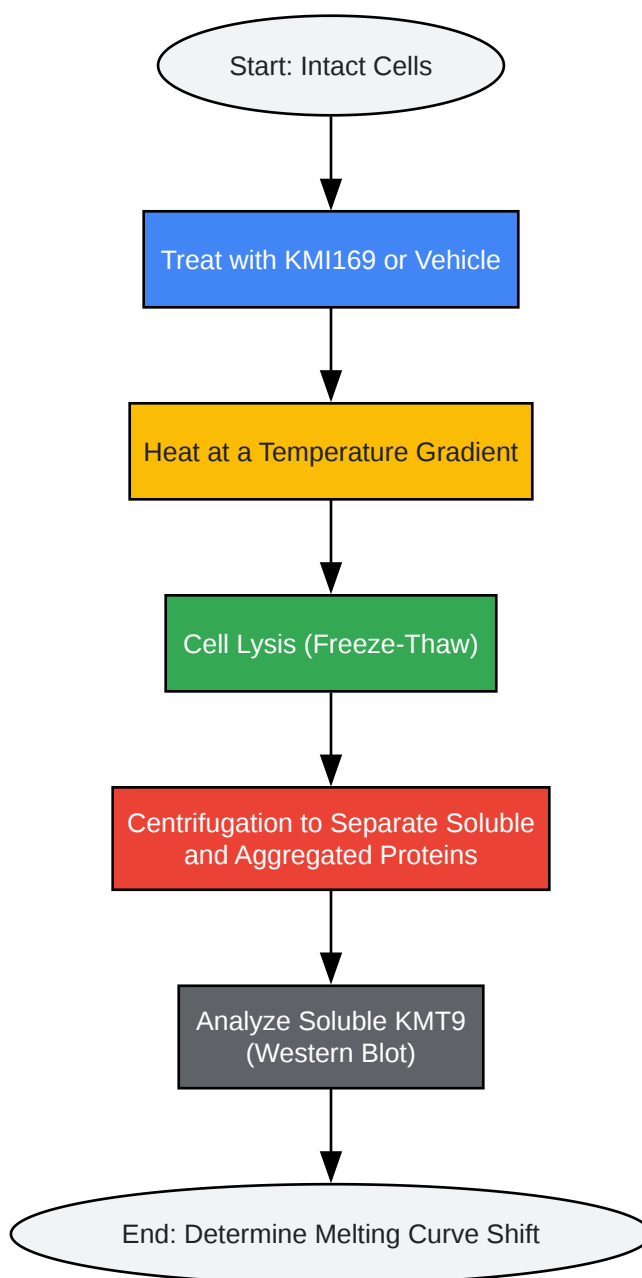 Start: Intact Cells
Treat with KMI169 or Vehicle
Heat at a Temperature Gradient
Cell Lysis (Freeze-Thaw)
Centrifugation to Separate Soluble
and Aggregated Proteins
Analyze Soluble KMT9
(Western Blot)
End: Determine Melting Curve Shift